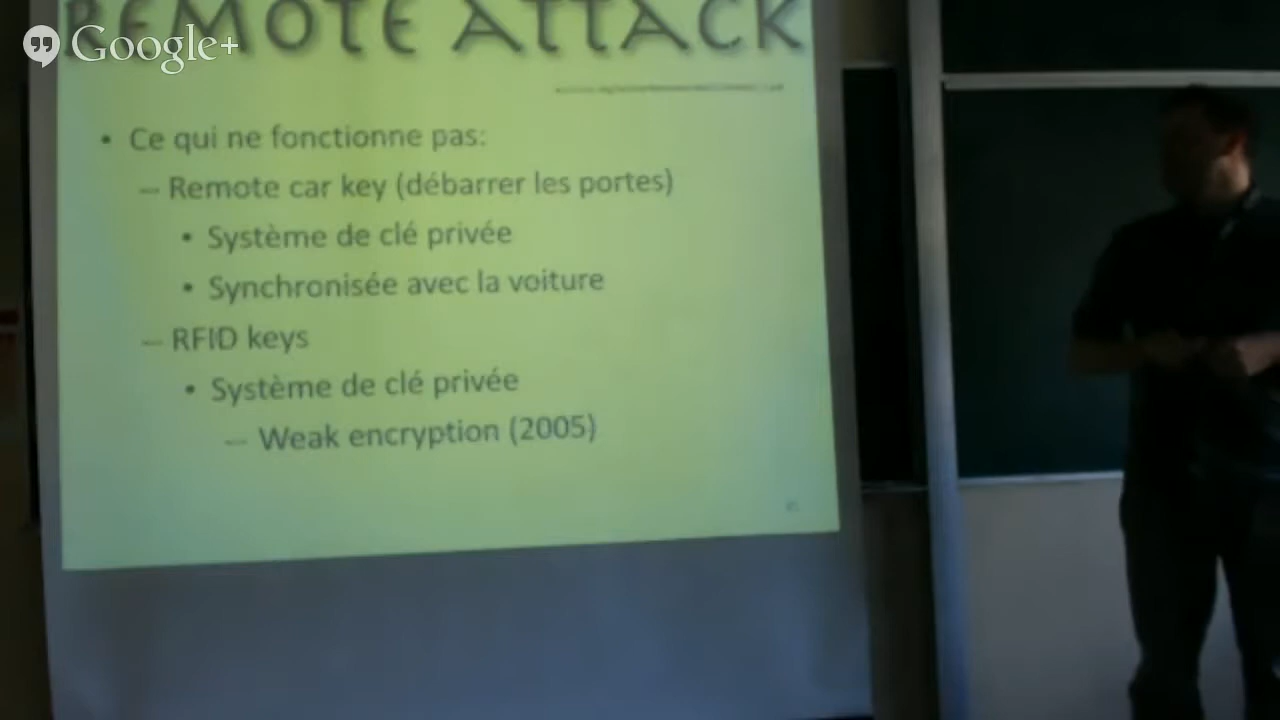 REMOTE ATTACK
Google+
• Ce qui ne fonctionne pas:
– Remote car key (débarrer les portes)
• Système de clé privée
• Synchronisée avec la voiture
– RFID keys
• Système de clé privée
– Weak encryption (2005)